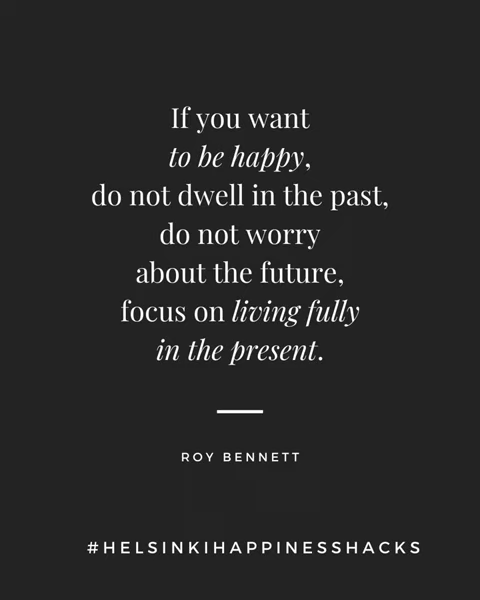 If you want
to be happy,
do not dwell in the past,
do not worry
about the future,
focus on living fully
in the present.
ROY BENNETT
#HELSINKIHAPPINESSHACKS